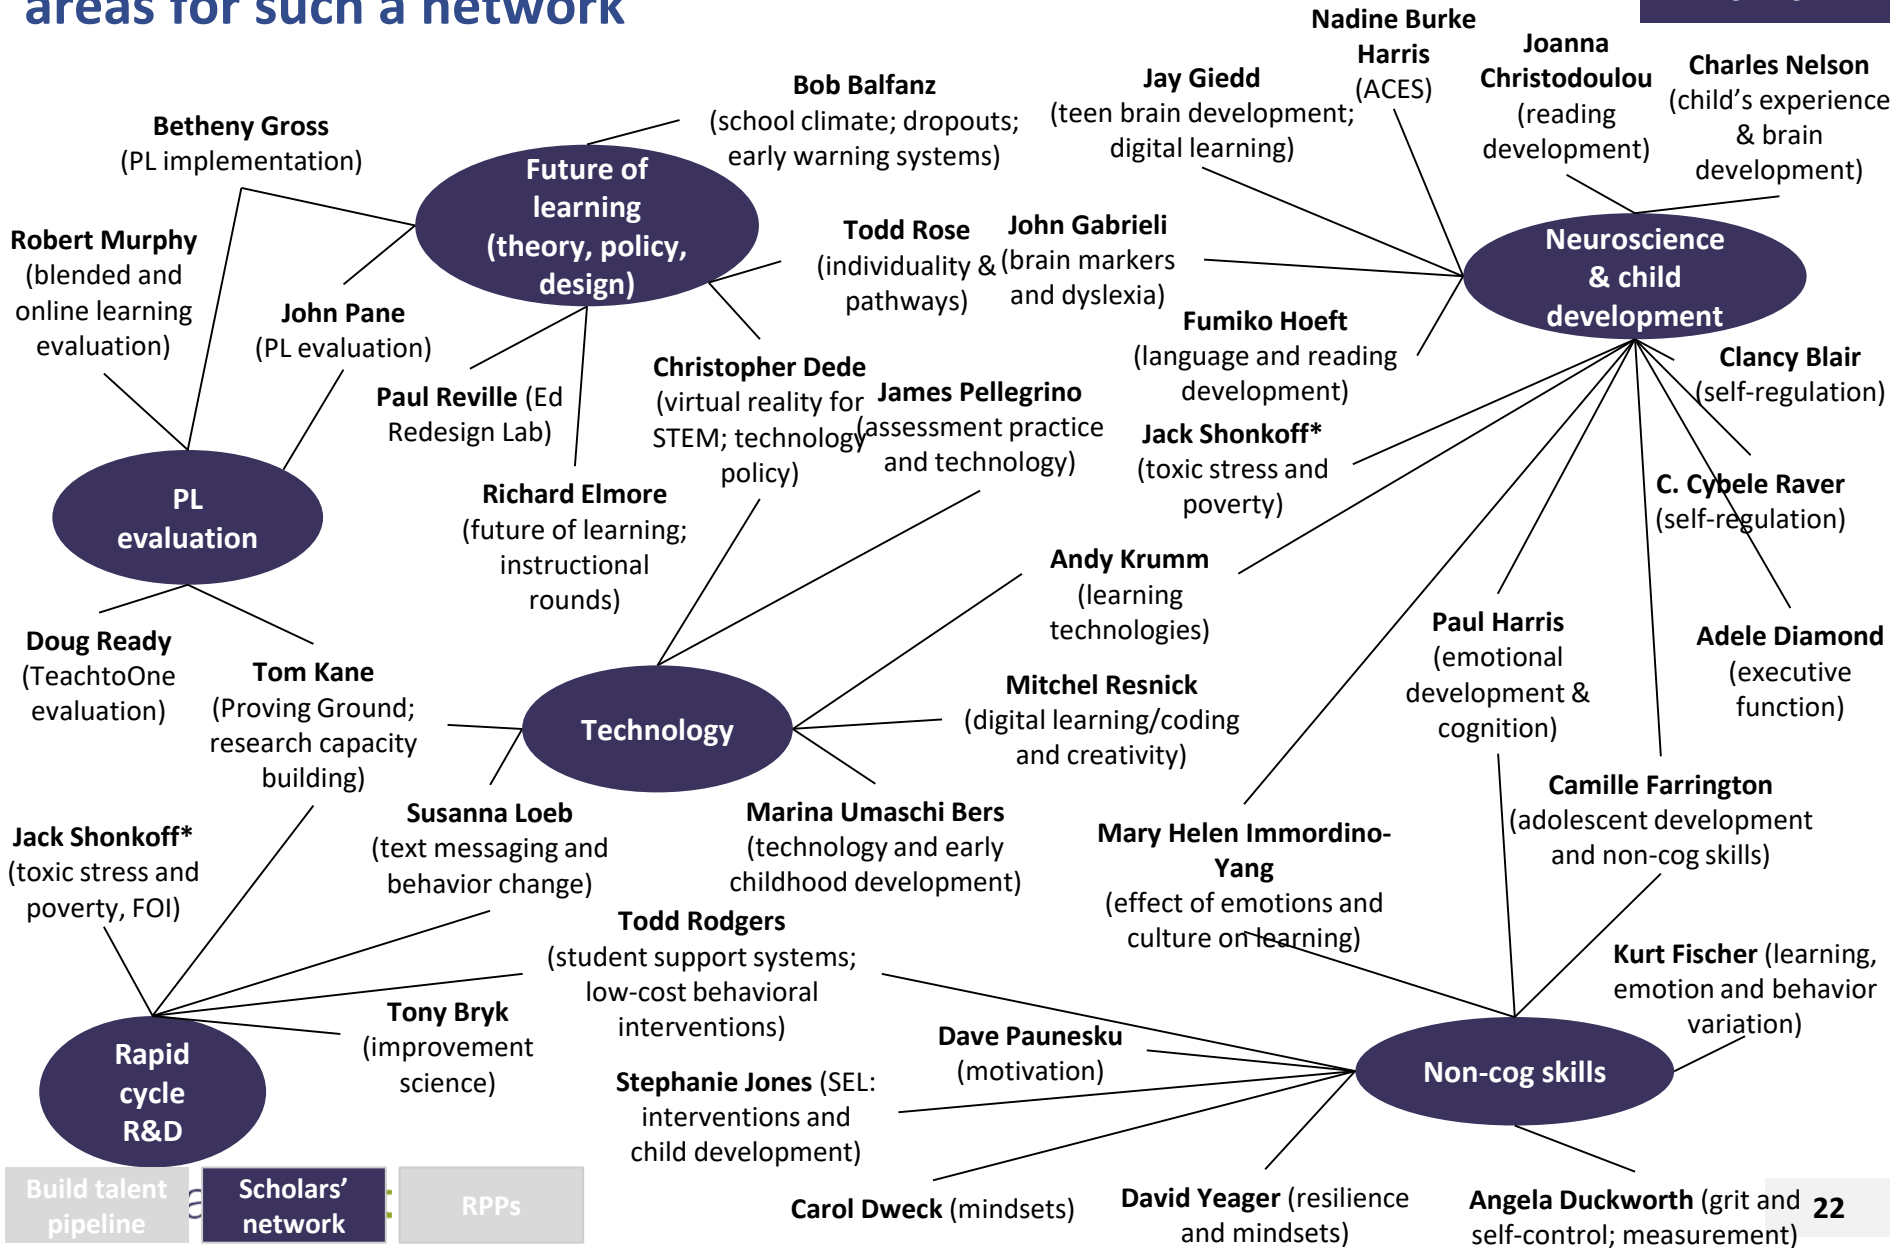 areas for such a network
Nadine Burke
Harris
(ACES)
Joanna
Christodoulou
(reading
development)
Charles Nelson
(child's experience
& brain
development)
Bob Balfanz
(school climate; dropouts;
early warning systems)
Jay Giedd
(teen brain development;
digital learning)
Betheny Gross
(PL implementation)
Future of
learning
(theory, policy,
design)
Robert Murphy
(blended and
online learning
evaluation)
Todd Rose
(individuality &
pathways)
John Gabrieli
(brain markers
and dyslexia)
Neuroscience
& child
development
John Pane
(PL evaluation)
Fumiko Hoeft
(language and reading
development)
Clancy Blair
(self-regulation)
Paul Reville (Ed
Redesign Lab)
Christopher Dede
(virtual reality for
STEM; technology
policy)
James Pellegrino
(assessment practice
and technology)
Jack Shonkoff*
(toxic stress and
poverty)
PL
evaluation
Richard Elmore
(future of learning;
instructional
rounds)
C. Cybele Raver
(self-regulation)
Andy Krumm
(learning
technologies)
Paul Harris
(emotional
development &
cognition)
Adele Diamond
(executive
function)
Doug Ready
(TeachtoOne
evaluation)
Tom Kane
(Proving Ground;
research capacity
building)
Technology
Mitchel Resnick
(digital learning/coding
and creativity)
Camille Farrington
(adolescent development
and non-cog skills)
Jack Shonkoff*
(toxic stress and
poverty, FOI)
Susanna Loeb
(text messaging and
behavior change)
Marina Umaschi Bers
(technology and early
childhood development)
Mary Helen Immordino-
Yang
(effect of emotions and
culture on learning)
Todd Rodgers
(student support systems;
low-cost behavioral
interventions)
Kurt Fischer (learning,
emotion and behavior
variation)
Tony Bryk
(improvement
science)
Dave Paunesku
(motivation)
Rapid
cycle
R&D
Stephanie Jones (SEL:
interventions and
child development)
Non-cog skills
Carol Dweck (mindsets)
David Yeager (resilience
and mindsets)
Angela Duckworth (grit and
self-control; measurement)
Build talent
pipeline
Scholars'
network
RPPs
22